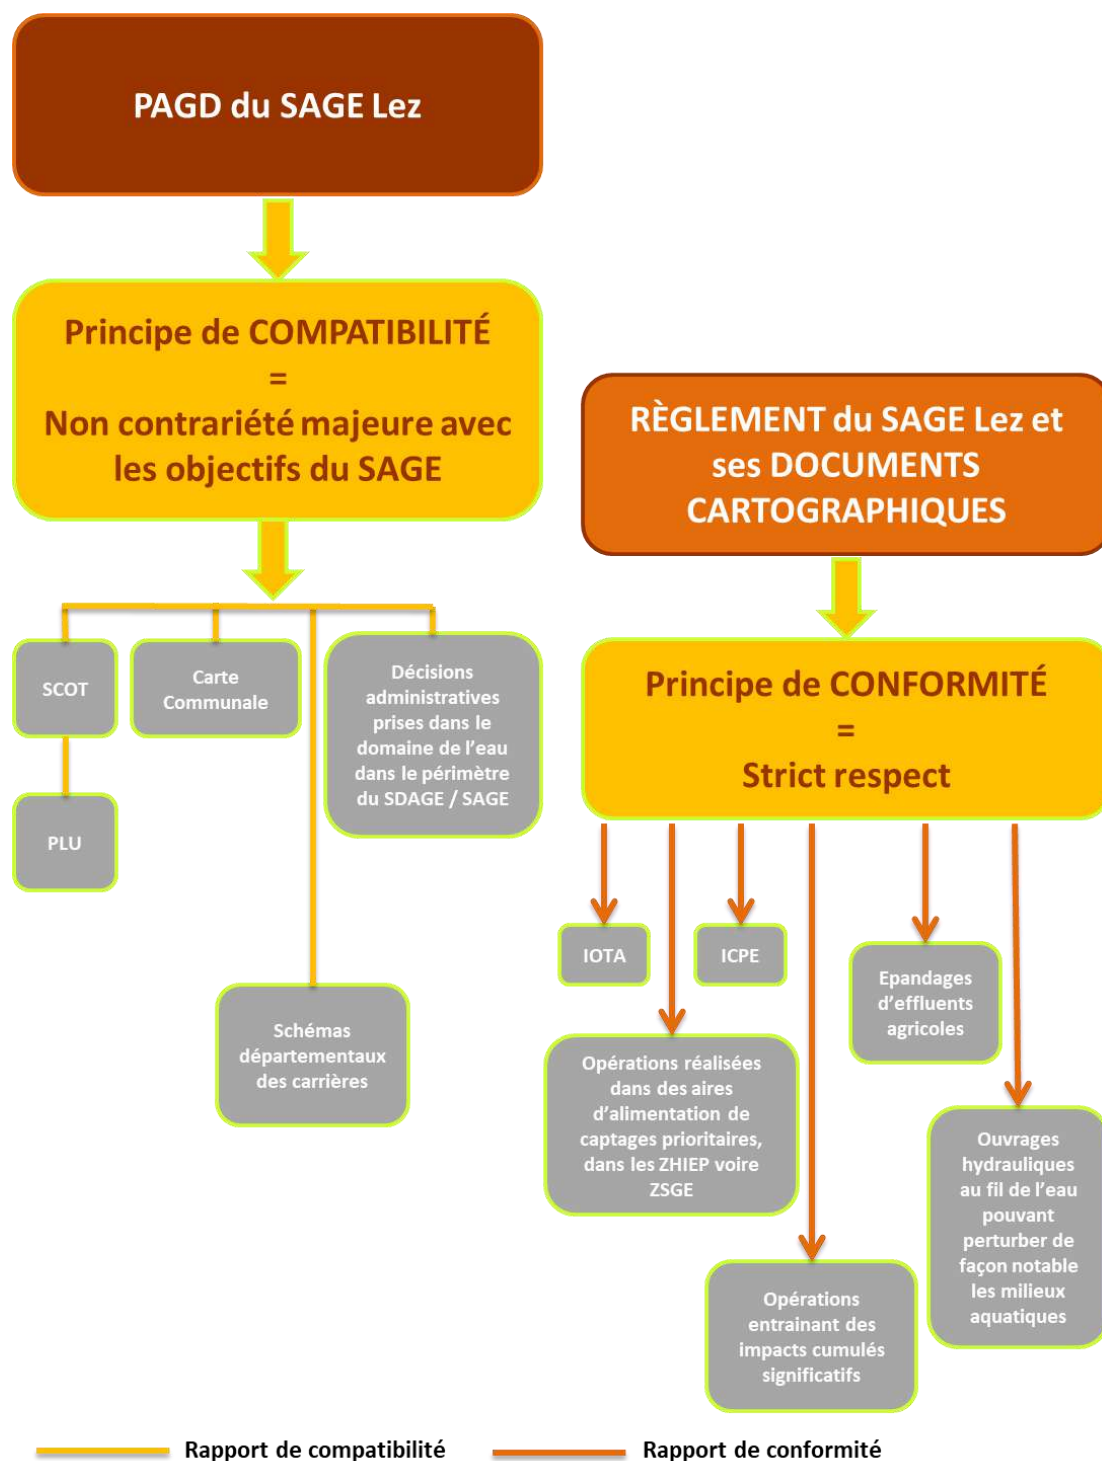 PAGD du SAGE Lez
Principe de COMPATIBILITÉ
=
Non contrariété majeure avec
les objectifs du SAGE
SCOT
PLU
Carte
Communale
Schémas
départementaux
des carrières
Décisions
administratives
prises dans le
domaine de l’eau
dans le périmètre
du SDAGE / SAGE
RÈGLEMENT du SAGE Lez et
ses DOCUMENTS
CARTOGRAPHIQUES
Principe de CONFORMITÉ
=
Strict respect
IOTA
Opérations réalisées
dans des aires
d’alimentation de
captages prioritaires,
dans les ZHIEP voire
ZSGE
ICPE
Opérations
entrainant des
impacts cumulés
significatifs
Epandages
d’effluents
agricoles
Ouvrages
hydrauliques
au fil de l’eau
pouvant
perturber de
façon notable
les milieux
aquatiques
Rapport de compatibilité
Rapport de conformité